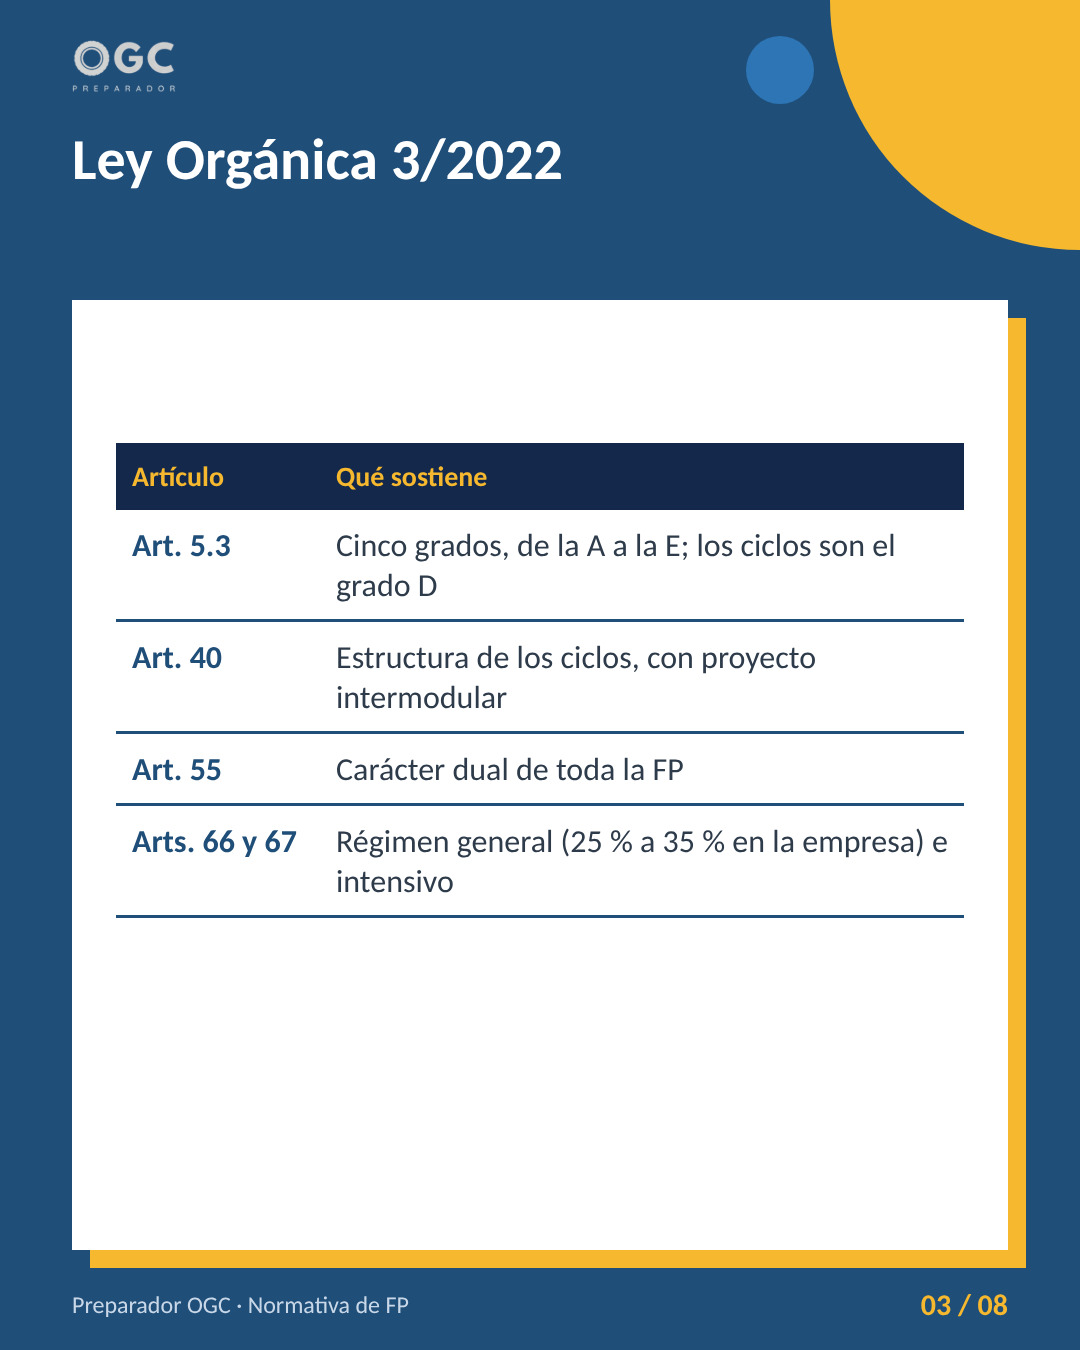 OGC
PREPARADOR
Ley Orgánica 3/2022
Artículo Qué sostiene
Art. 5.3 Cinco grados, de la A a la E; los ciclos son el
grado D
Art. 40 Estructura de los ciclos, con proyecto
intermodular
Art. 55 Carácter dual de toda la FP
Arts. 66 y 67 Régimen general (25 % a 35 % en la empresa) e
intensivo
Preparador OGC · Normativa de FP 03 / 08